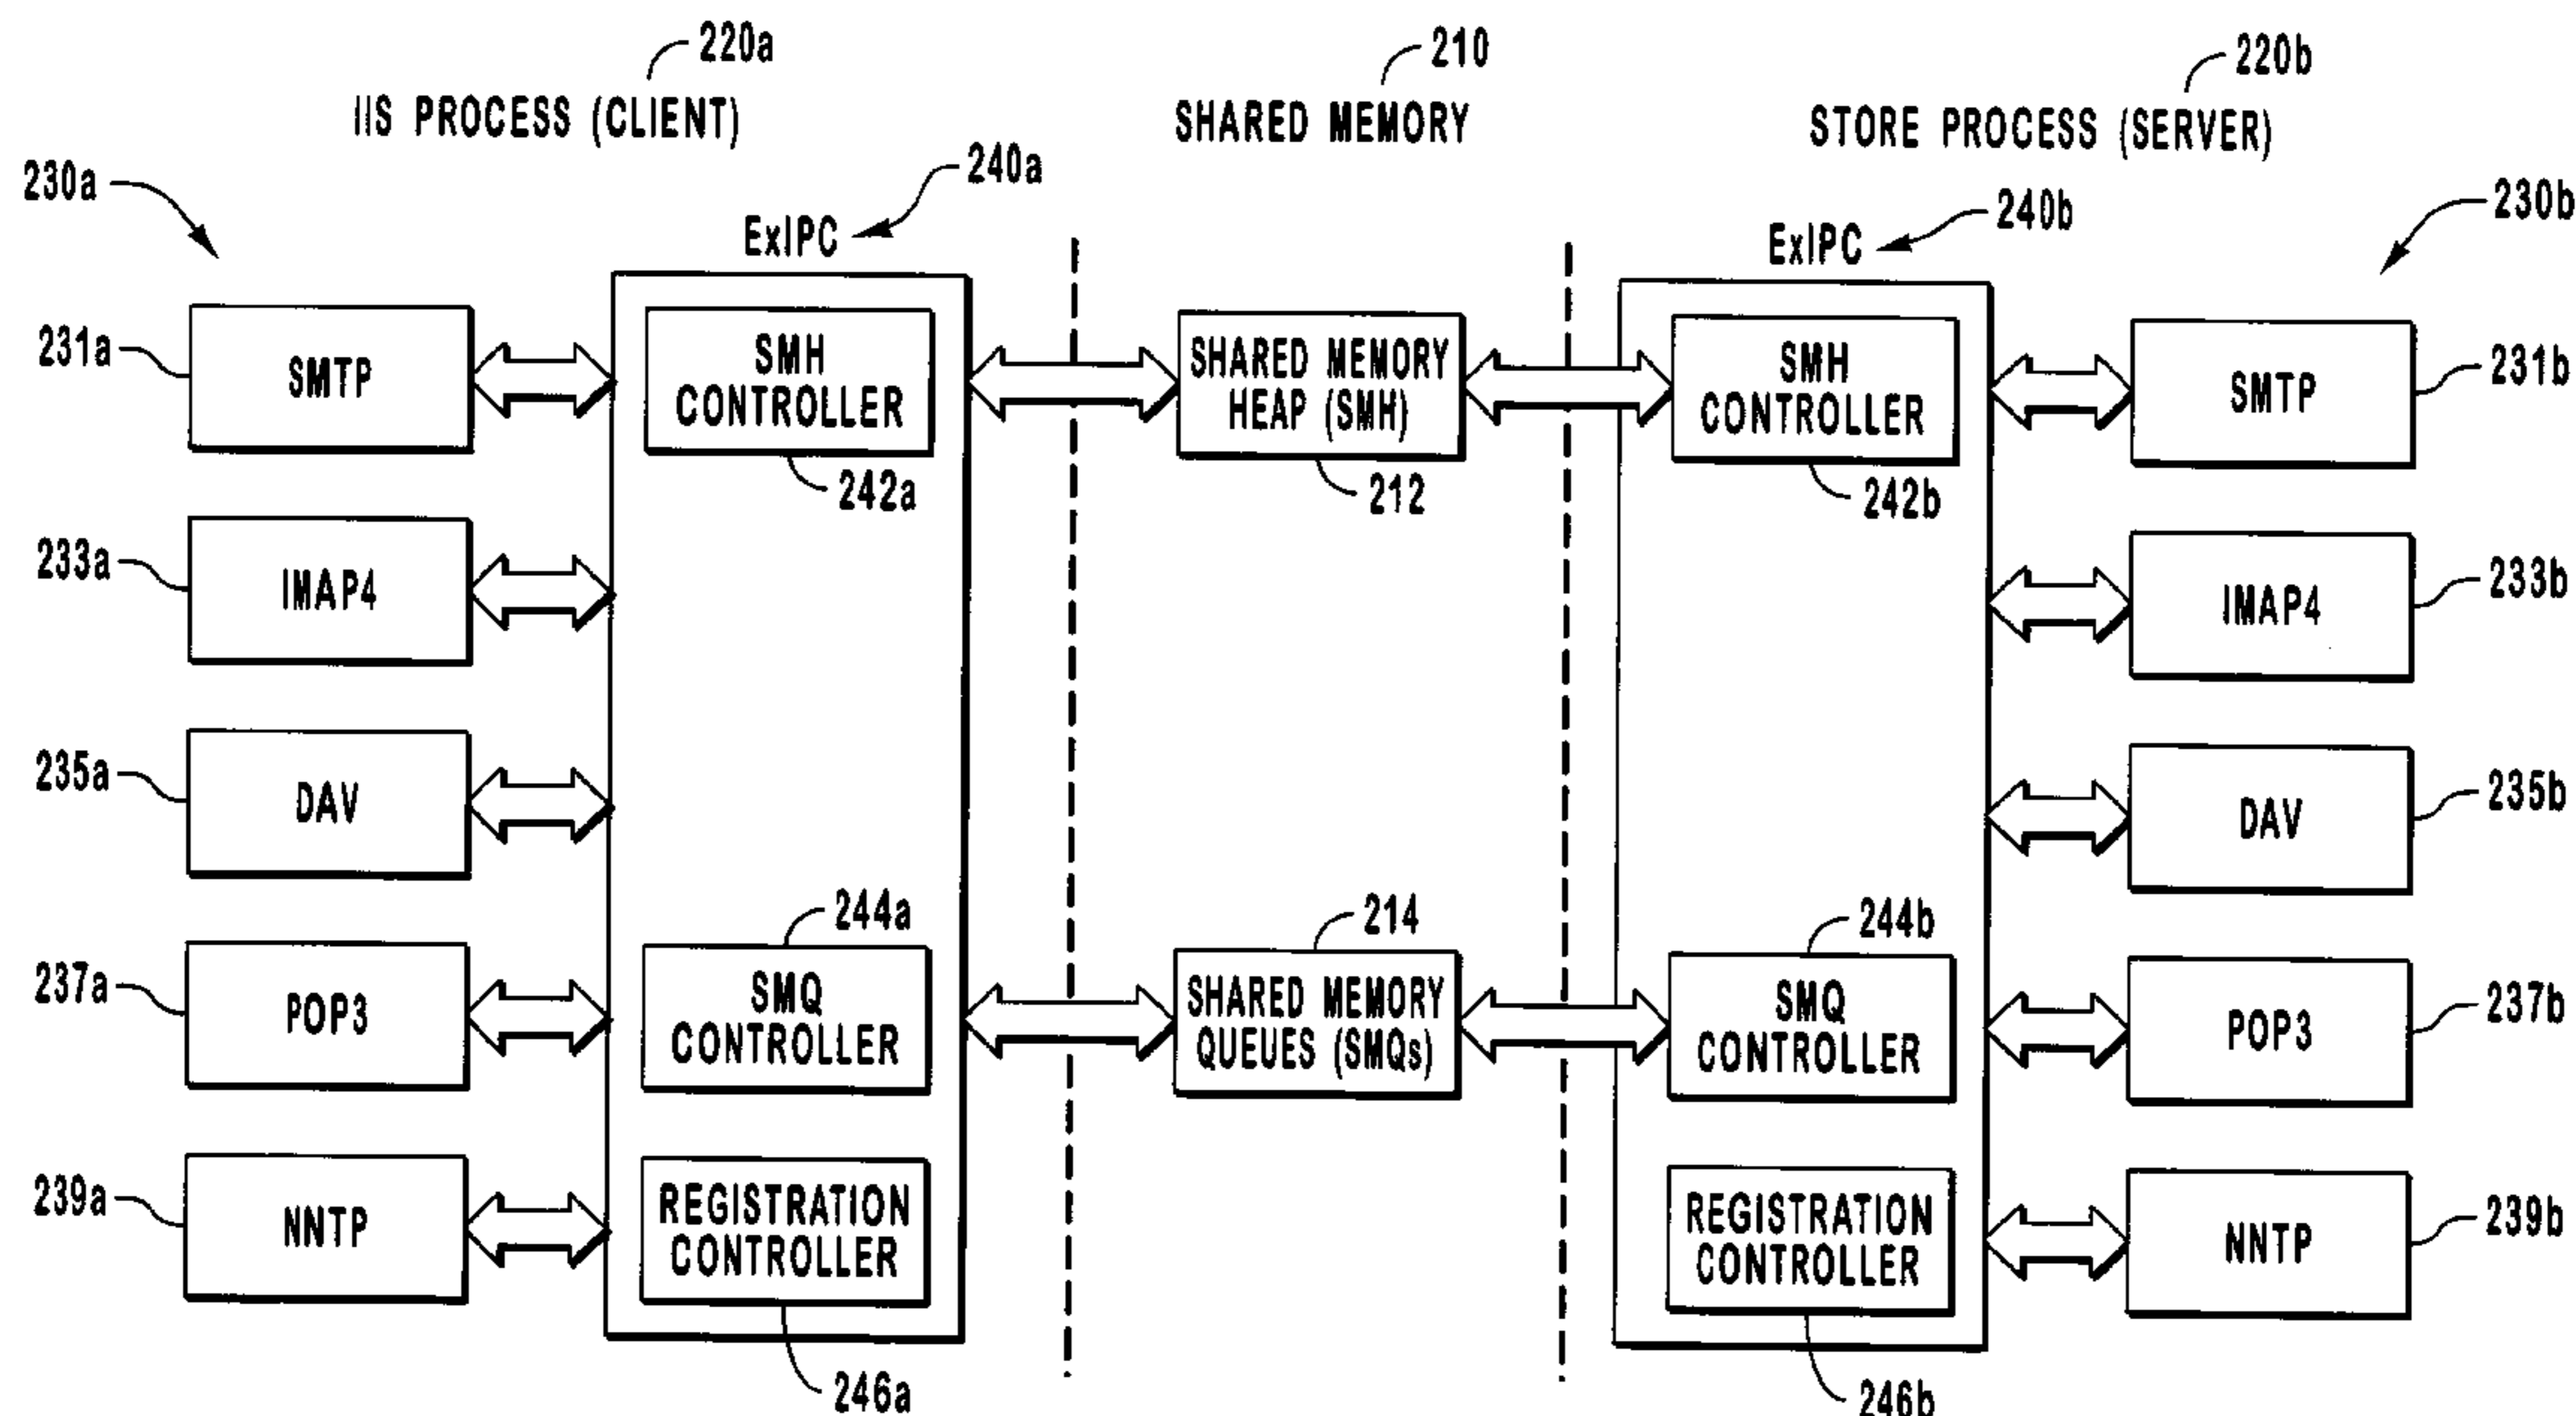 220a
210
220b
IIS PROCESS (CLIENT)
SHARED MEMORY
STORE PROCESS (SERVER)
230a
240a
240b
230b
ExIPC
ExIPC
231a
SMTP
SMH
CONTROLLER
242a
SHARED MEMORY
HEAP (SMH)
212
SMH
CONTROLLER
242b
SMTP
231b
233a
IMAP4
IMAP4
233b
235a
DAV
DAV
235b
244a
214
244b
237a
POP3
SMQ
CONTROLLER
SHARED MEMORY
QUEUES (SMQs)
SMQ
CONTROLLER
POP3
237b
239a
NNTP
REGISTRATION
CONTROLLER
REGISTRATION
CONTROLLER
NNTP
239b
246a
246b